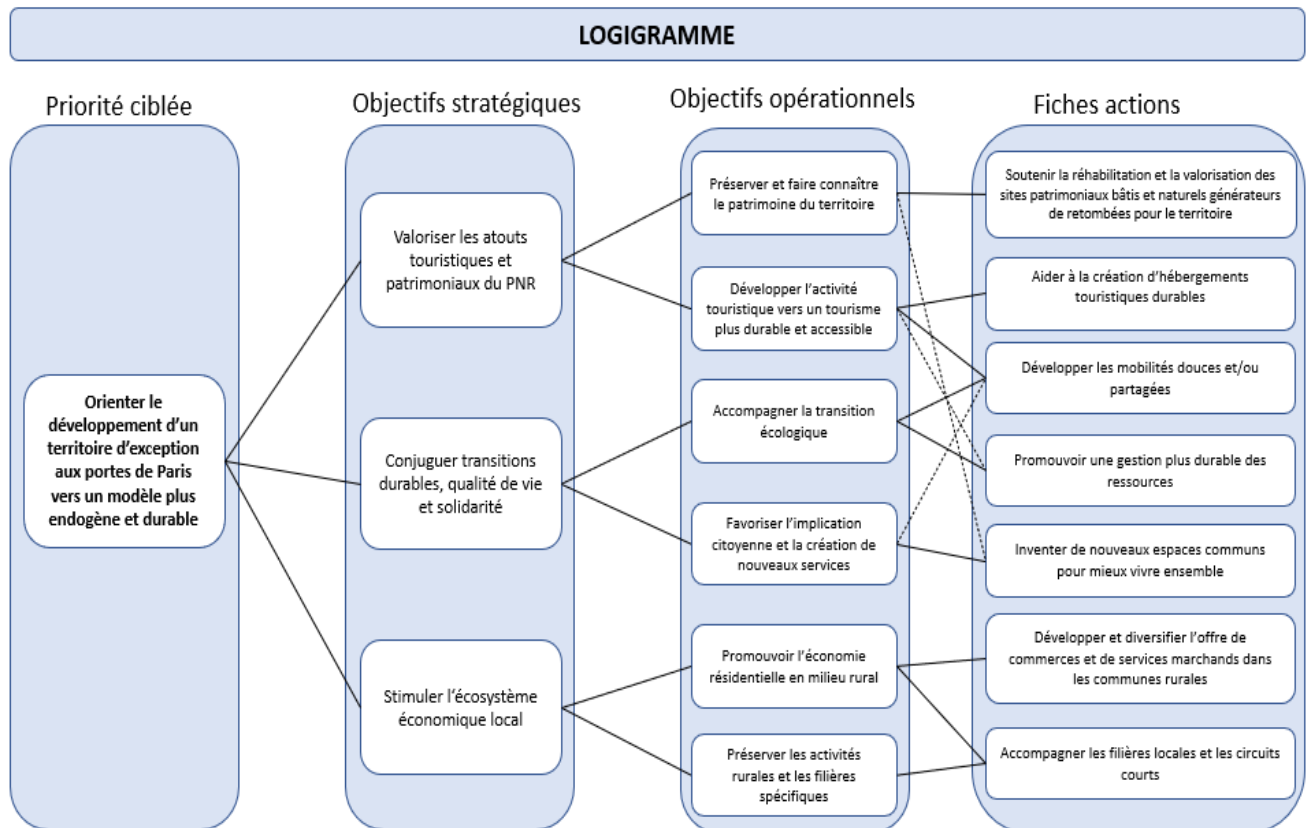 LOGIGRAMME
Priorité ciblée
Objectifs stratégiques
Objectifs opérationnels
Fiches actions
Orienter le
développement d'un
territoire d'exception
aux portes de Paris
vers un modèle plus
endogène et durable
Valoriser les atouts
touristiques et
patrimoniaux du PNR
Conjuguer transitions
durables, qualité de vie
et solidarité
Stimuler l'écosystème
économique local
Préserver et faire connaître
le patrimoine du territoire
Développer l'activité
touristique vers un tourisme
plus durable et accessible
Accompagner la transition
écologique
Favoriser l'implication
citoyenne et la création de
nouveaux services
Promouvoir l'économie
résidentielle en milieu rural
Préserver les activités
rurales et les filières
spécifiques
Soutenir la réhabilitation et la valorisation des
sites patrimoniaux bâtis et naturels générateurs
de retombées pour le territoire
Aider à la création d'hébergements
touristiques durables
Développer les mobilités douces et/ou
partagées
Promouvoir une gestion plus durable des
ressources
Inventer de nouveaux espaces communs
pour mieux vivre ensemble
Développer et diversifier l'offre de
commerces et de services marchands dans
les communes rurales
Accompagner les filières locales et les circuits
courts